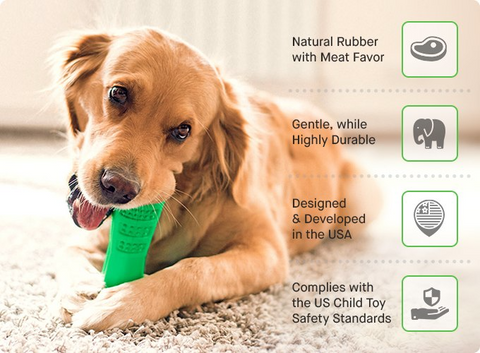 Natural Rubber
with Meat Favor
Gentle, while
Highly Durable
Designed
& Developed
in the USA
Complies with
the US Child Toy
Safety Standards